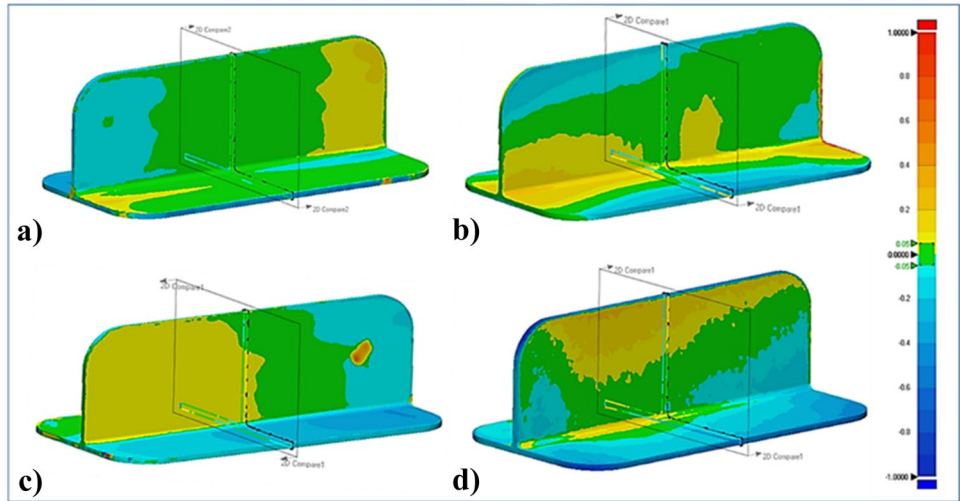 2D Compare2
2D Compare2
a)
2D Compare1
2D Compare1
b)
2D Compare1
2D Compare1
c)
2D Compare1
2D Compare1
d)
1.0000
0.8
0.6
0.4
0.2
0.05
0.0000
-0.05
-0.2
-0.4
-0.6
-0.8
-1.0000